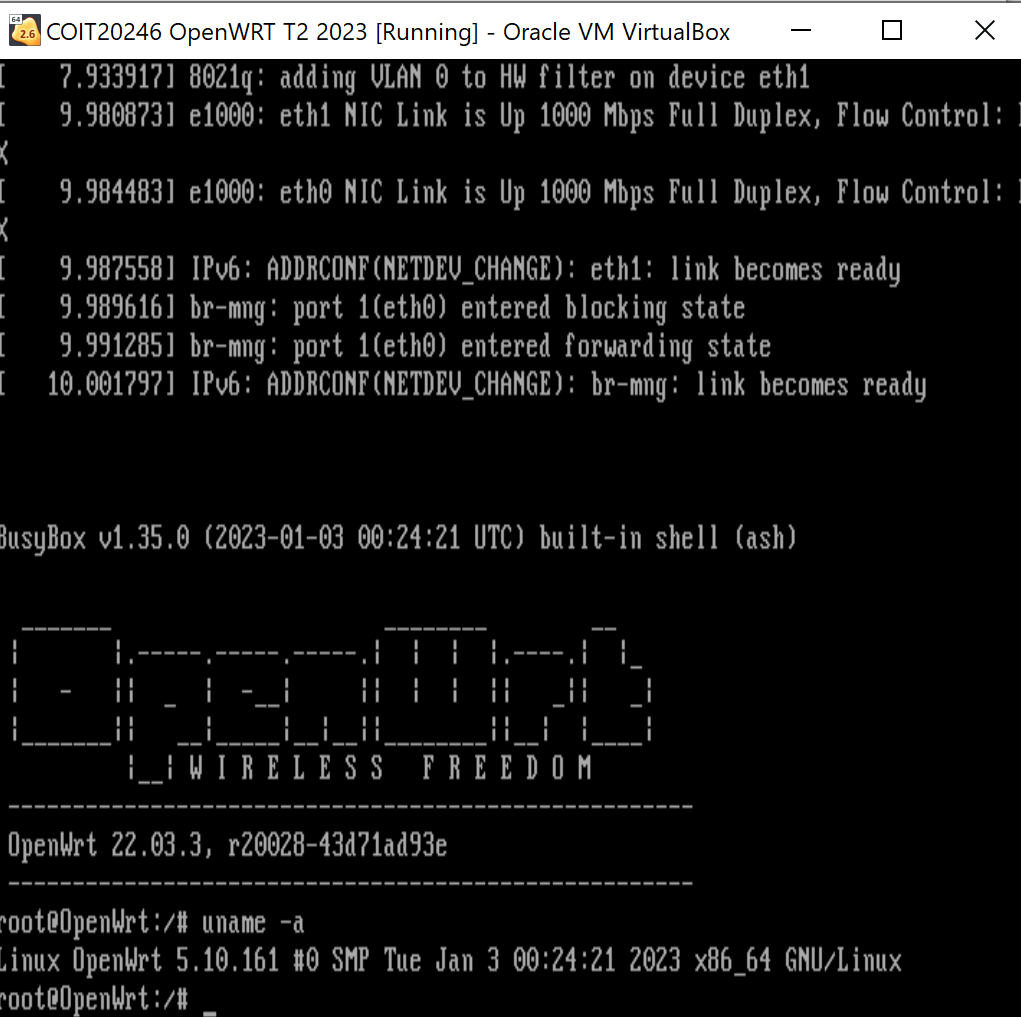 64
2.6
COIT20246 OpenWRT T2 2023 [Running] - Oracle VM VirtualBox
[    7.933917] 8021q: adding VLAN 0 to HW filter on device eth1
[    9.980873] e1000: eth1 NIC Link is Up 1000 Mbps Full Duplex, Flow Control:
X
[    9.984483] e1000: eth0 NIC Link is Up 1000 Mbps Full Duplex, Flow Control:
X
[    9.987558] IPv6: ADDRCONF(NETDEV_CHANGE): eth1: link becomes ready
[    9.989616] br-mng: port 1(eth0) entered blocking state
[    9.991285] br-mng: port 1(eth0) entered forwarding state
[   10.001797] IPv6: ADDRCONF(NETDEV_CHANGE): br-mng: link becomes ready
BusyBox v1.35.0 (2023-01-03 00:24:21 UTC) built-in shell (ash)
OpenWrt
W I R E L E S S   F R E E D O M
-----------------------------------------------------
OpenWrt 22.03.3, r20028-43d71ad93e
-----------------------------------------------------
root@OpenWrt:/# uname -a
Linux OpenWrt 5.10.161 #0 SMP Tue Jan 3 00:24:21 2023 x86_64 GNU/Linux
root@OpenWrt:/# _